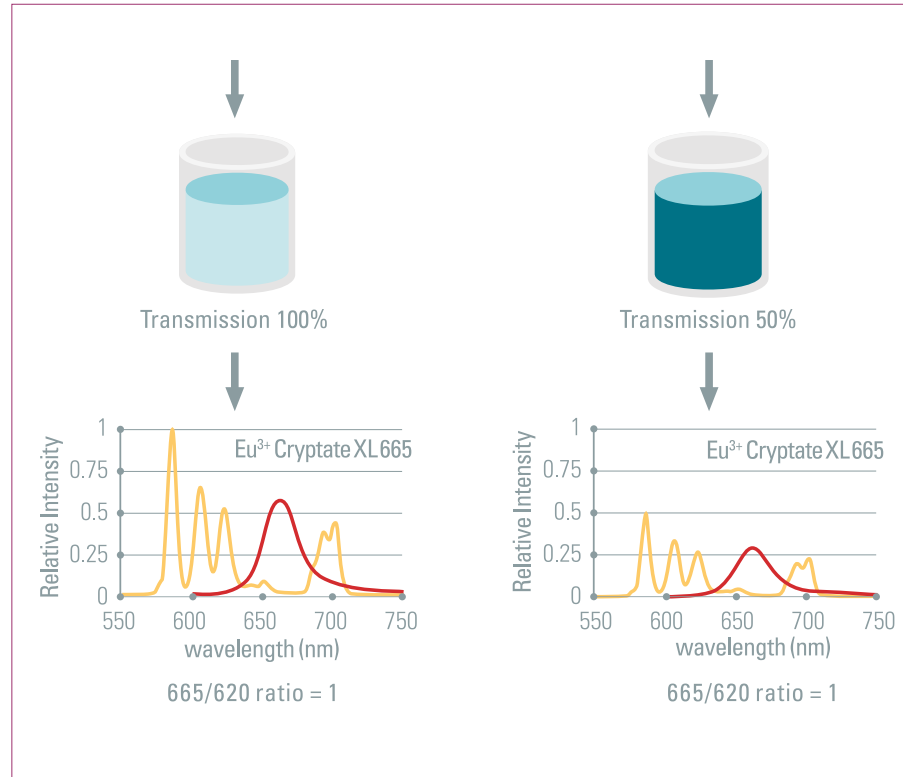 Transmission 100%
Transmission 50%
Relative Intensity
1
0.75
0.5
0.25
0
Eu³⁺ Cryptate XL665
550 600 650 700 750
wavelength (nm)
665/620 ratio = 1
Relative Intensity
1
0.75
0.5
0.25
0
Eu³⁺ Cryptate XL665
550 600 650 700 750
wavelength (nm)
665/620 ratio = 1